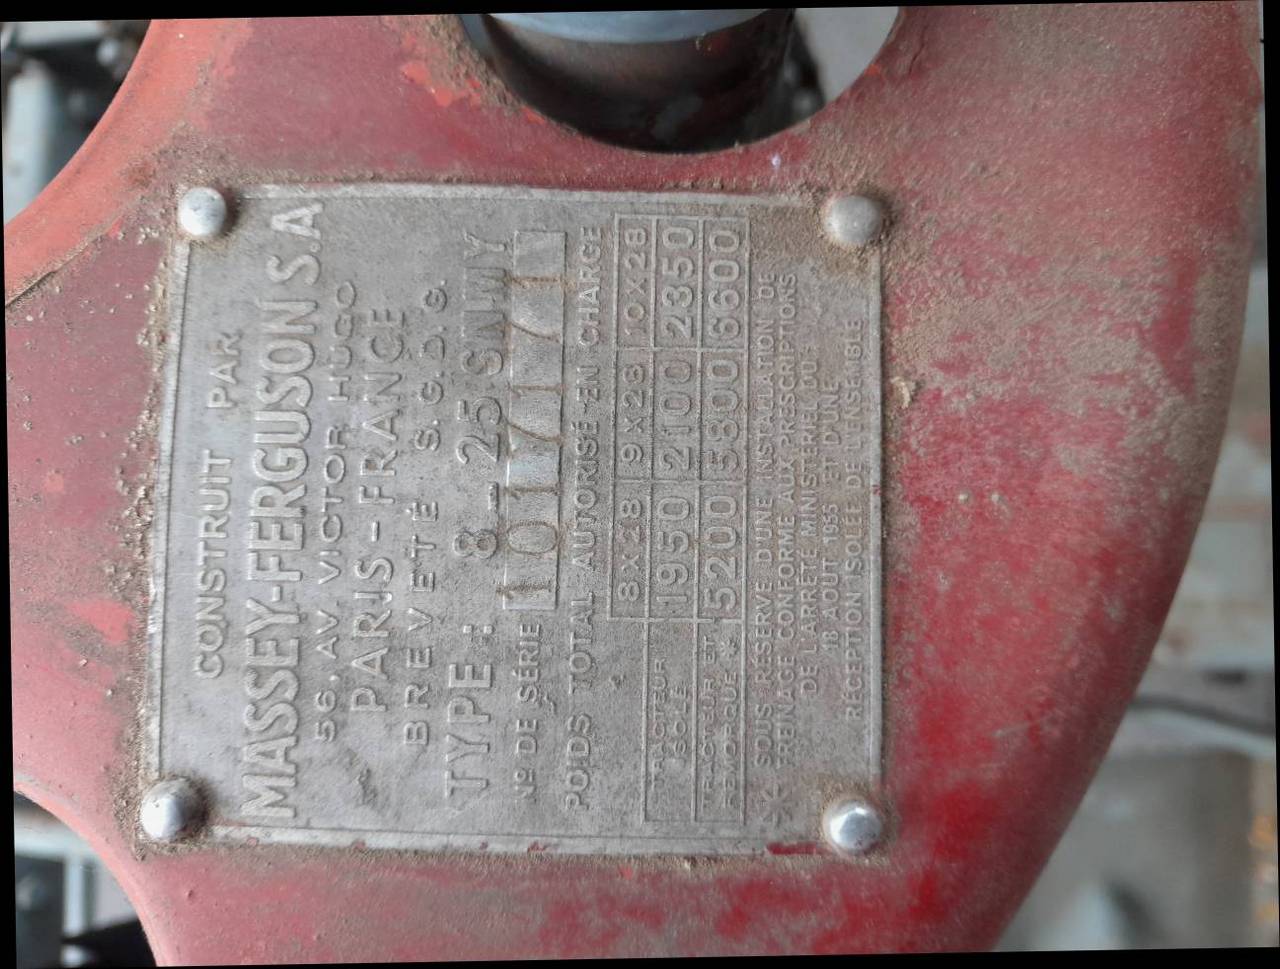 CONSTRUIT PAR
MASSEY-FERGUSON S.A
56, AV VICTOR HUGO
PARIS-FRANCE
BREVETÉ S.G.D.G.
TYPE: 8-25 SNMY
Nº DE SÉRIE 101717
POIDS TOTAL AUTORISÉ EN CHARGE
8X28 9X28 10X28
TRACTEUR ISOLÉ 1950 2100 2350
TRACTEUR ET REMORQUE * 5200 5800 6600
* SOUS RÉSERVE D'UNE INSTALLATION DE
FREINAGE CONFORME AUX PRESCRIPTIONS
DE L'ARRÊTÉ MINISTÉRIEL DU
18 AOUT 1955 ET D'UNE
RÉCEPTION ISOLÉE DE L'ENSEMBLE